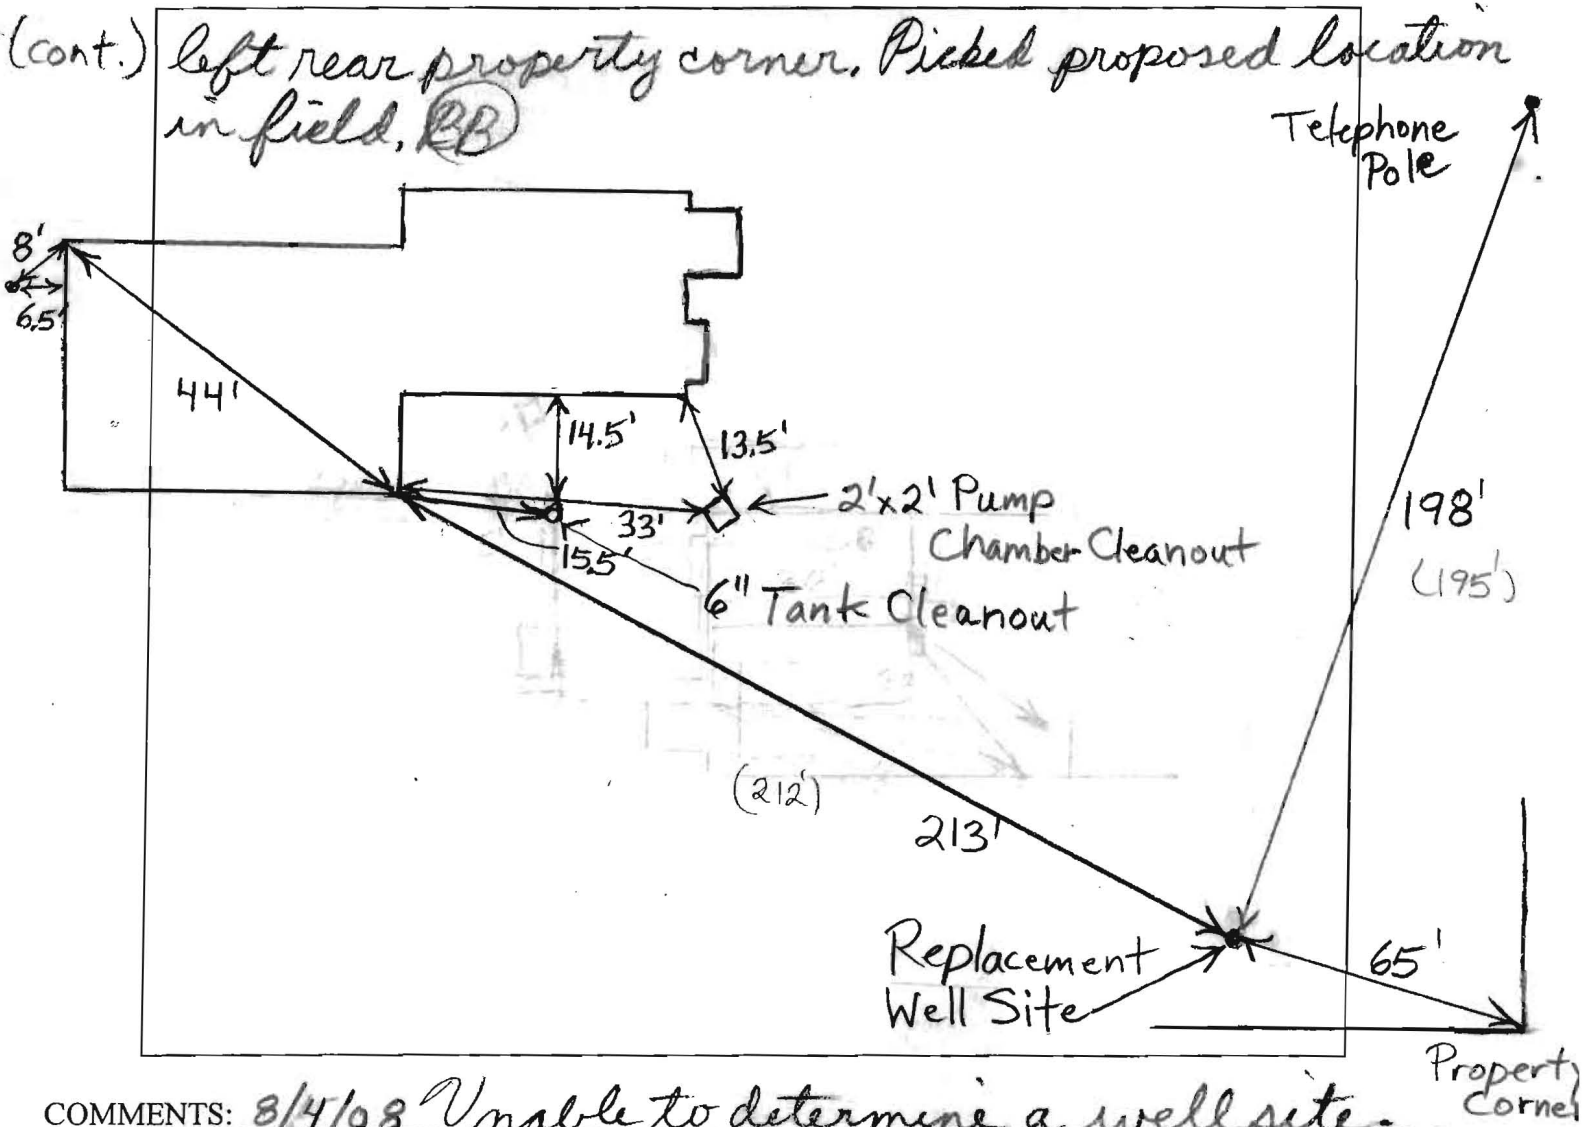 (cont.) left rear property corner. Picked proposed location
in field. BB
Telephone
Pole
8'
6.5'
44'
14.5'
13.5'
2'x2' Pump
Chamber Cleanout
33'
15.5'
6" Tank Cleanout
198'
(195')
(212')
213'
Replacement
Well Site
65'
Property
Corner
COMMENTS: 8/4/98 Unable to determine a well site.